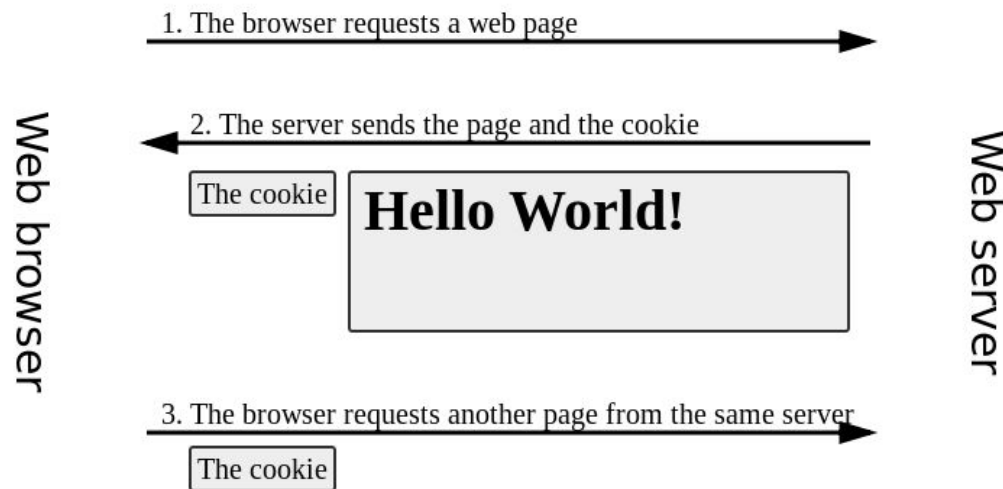 1. The browser requests a web page
2. The server sends the page and the cookie
The cookie
Hello World!
Web browser
Web server
3. The browser requests another page from the same server
The cookie